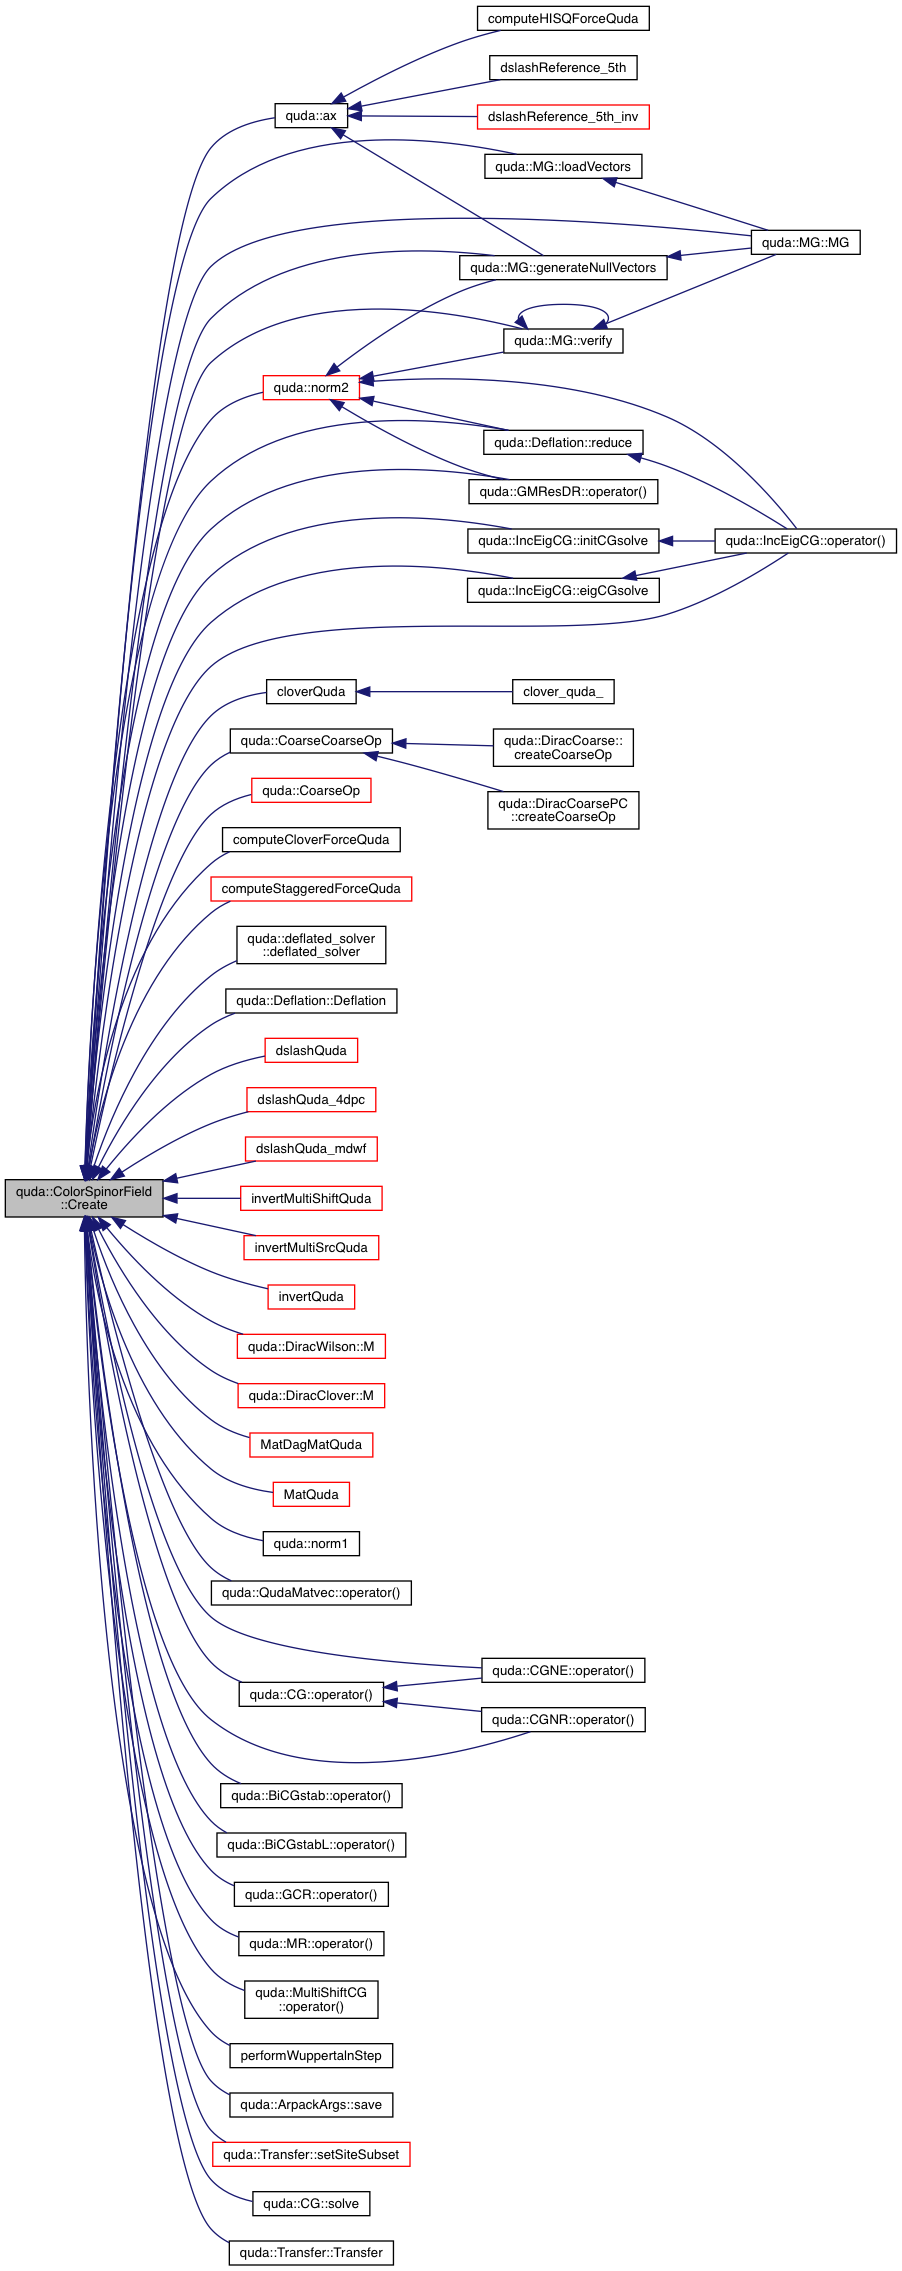 computeHISQForceQuda
dslashReference_5th
quda::ax
dslashReference_5th_inv
quda::MG::loadVectors
quda::MG::MG
quda::MG::generateNullVectors
quda::MG::verify
quda::norm2
quda::Deflation::reduce
quda::GMResDR::operator()
quda::IncEigCG::initCGsolve
quda::IncEigCG::operator()
quda::IncEigCG::eigCGsolve
cloverQuda
clover_quda_
quda::CoarseCoarseOp
quda::DiracCoarse::
createCoarseOp
quda::CoarseOp
quda::DiracCoarsePC
::createCoarseOp
computeCloverForceQuda
computeStaggeredForceQuda
quda::deflated_solver
::deflated_solver
quda::Deflation::Deflation
dslashQuda
dslashQuda_4dpc
dslashQuda_mdwf
quda::ColorSpinorField
::Create
invertMultiShiftQuda
invertMultiSrcQuda
invertQuda
quda::DiracWilson::M
quda::DiracClover::M
MatDagMatQuda
MatQuda
quda::norm1
quda::QudaMatvec::operator()
quda::CGNE::operator()
quda::CG::operator()
quda::CGNR::operator()
quda::BiCGstab::operator()
quda::BiCGstabL::operator()
quda::GCR::operator()
quda::MR::operator()
quda::MultiShiftCG
::operator()
performWuppertalnStep
quda::ArpackArgs::save
quda::Transfer::setSiteSubset
quda::CG::solve
quda::Transfer::Transfer